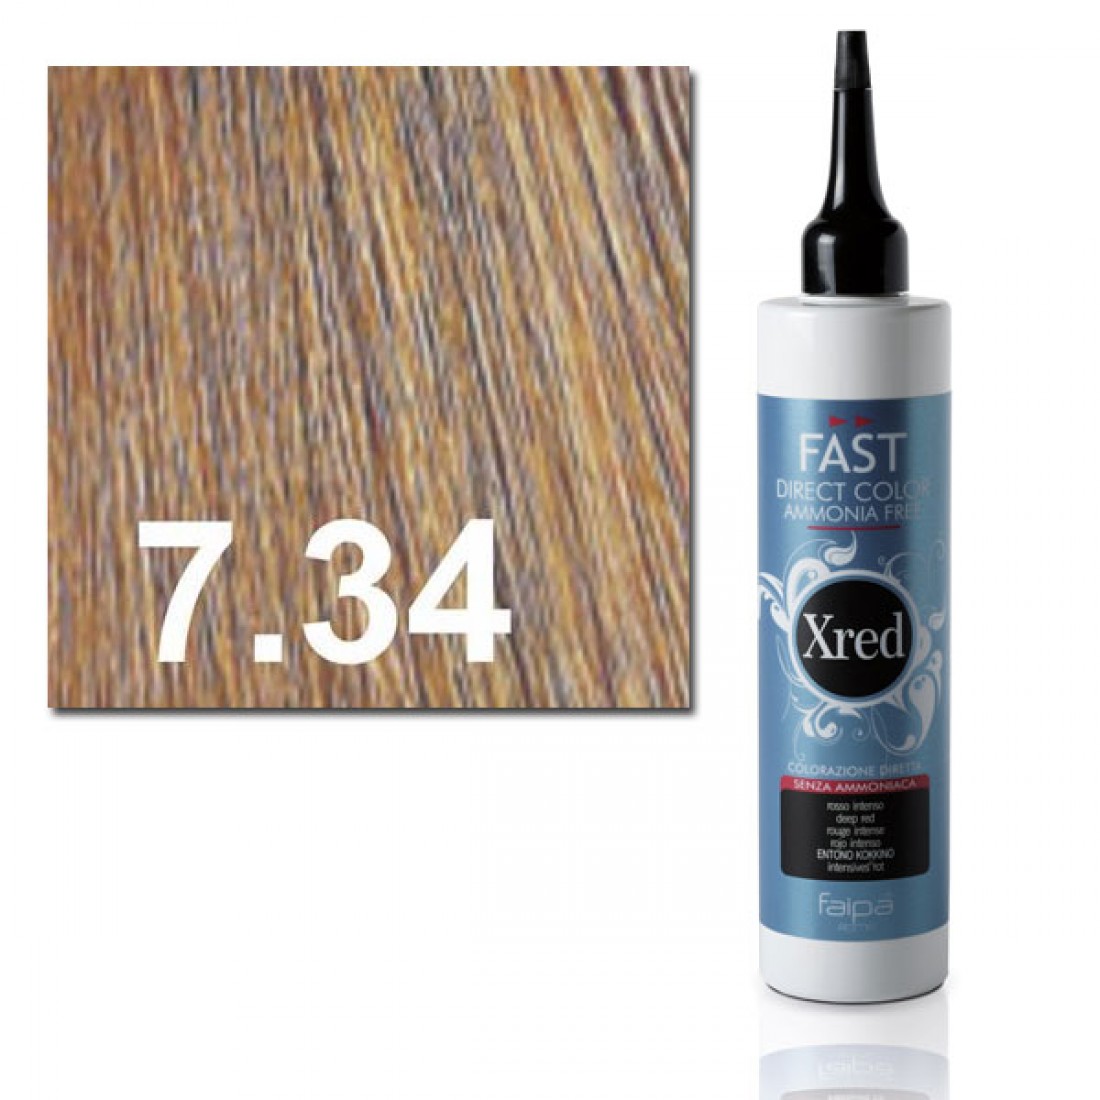 7.34
FAST
DIRECT COLOR
AMMONIA FREE
Xred
COLORAZIONE DIRETTA
SENZA AMMONIACA
rosso intenso
deep red
rouge intense
rojo intenso
ENTONO KOKKINO
intensives rot
faipa
faipa